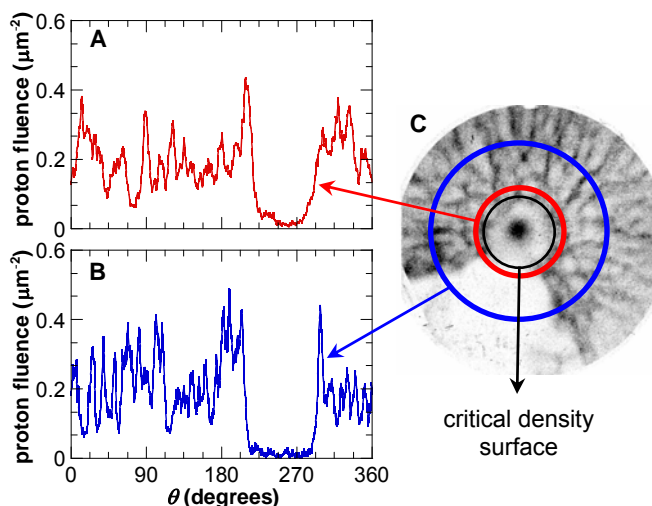 A
proton fluence (μm⁻²)
0.6
0.4
0.2
0
B
proton fluence (μm⁻²)
0.6
0.4
0.2
0
0 90 180 270 360
θ (degrees)
C
critical density
surface